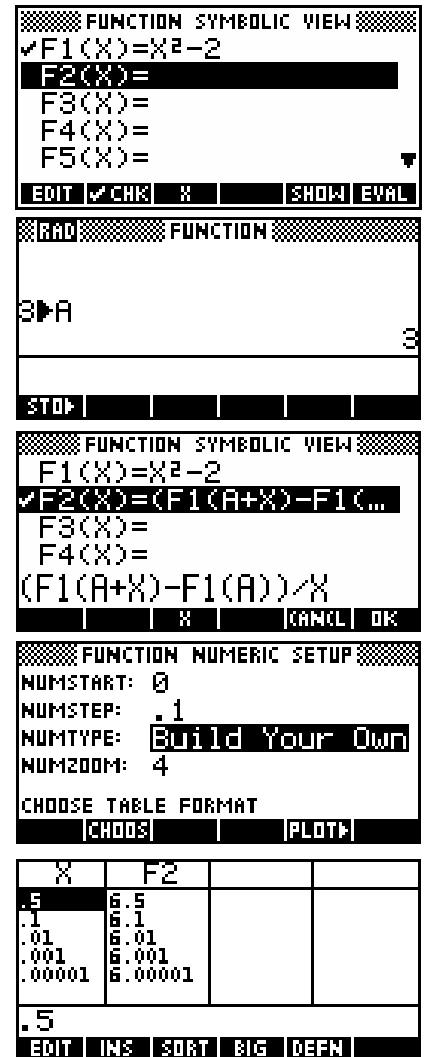 FUNCTION SYMBOLIC VIEW
✔F1(X)=X²-2
F2(X)=
F3(X)=
F4(X)=
F5(X)= ▼
EDIT ✔CHK X SHOW EVAL
RAD FUNCTION
3▶A
3
STO▶
FUNCTION SYMBOLIC VIEW
F1(X)=X²-2
✔F2(X)=(F1(A+X)-F1(…
F3(X)=
F4(X)=
(F1(A+X)-F1(A))/X
X CANCL OK
FUNCTION NUMERIC SETUP
NUMSTART: 0
NUMSTEP: .1
NUMTYPE: Build Your Own
NUMZOOM: 4
CHOOSE TABLE FORMAT
CHOOS PLOT▶
X F2
.5 6.5
.1 6.1
.01 6.01
.001 6.001
.00001 6.00001
.5
EDIT INS SORT BIG DEFN